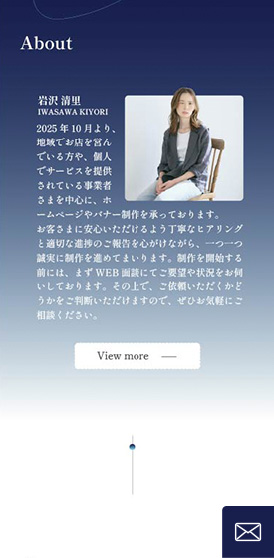 About
岩沢 清里
IWASAWA KIYORI
2025 年 10 月より、
地域でお店を営ん
でいる方や、個人
でサービスを提供
されている事業者
さまを中心に、ホ
ームページやバナー制作を承っております。
お客さまに安心いただけるよう丁寧なヒアリング
と適切な進捗のご報告を心がけながら、一つ一つ
誠実に制作を進めてまいります。制作を開始する
前には、まず WEB 面談にてご要望や状況をお伺
いしております。その上で、ご依頼いただくかど
うかをご判断いただけますので、ぜひお気軽にご
相談ください。
View more